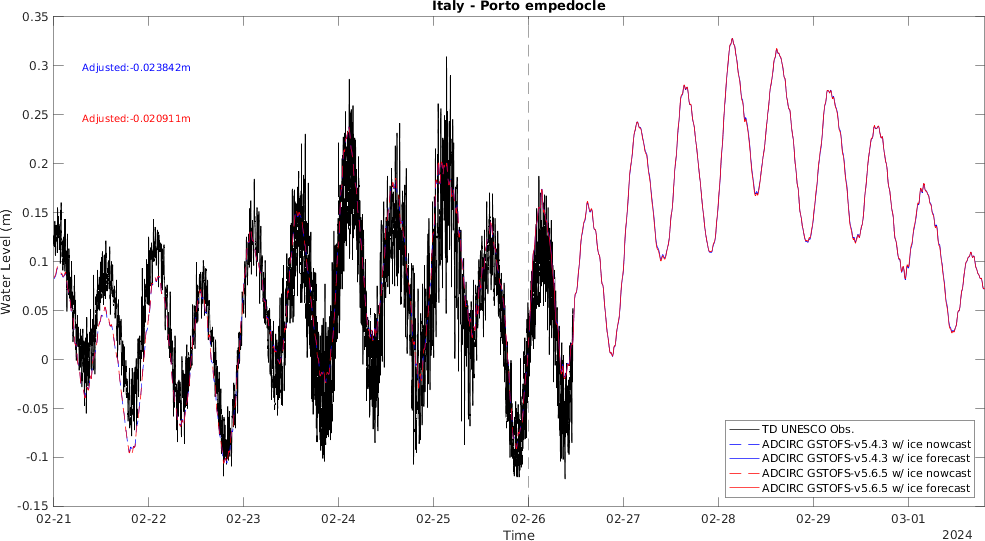 Italy - Porto empedocle
0.35
0.3
0.25
0.2
0.15
0.1
0.05
0
-0.05
-0.1
-0.15
Water Level (m)
Adjusted:-0.023842m
Adjusted:-0.020911m
TD UNESCO Obs.
ADCIRC GSTOFS-v5.4.3 w/ ice nowcast
ADCIRC GSTOFS-v5.4.3 w/ ice forecast
ADCIRC GSTOFS-v5.6.5 w/ ice nowcast
ADCIRC GSTOFS-v5.6.5 w/ ice forecast
02-21 02-22 02-23 02-24 02-25 02-26 02-27 02-28 02-29 03-01
Time
2024